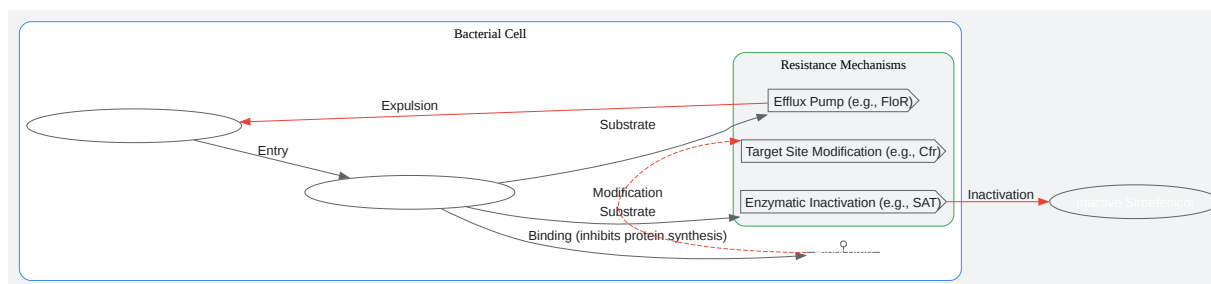 Bacterial Cell
Resistance Mechanisms
Efflux Pump (e.g., FloR)
Expulsion
Substrate
Entry
Target Site Modification (e.g., Cfr)
Modification
Enzymatic Inactivation (e.g., SAT)
Inactivation
Inactive Sirpefenicol
Substrate
Binding (inhibits protein synthesis)